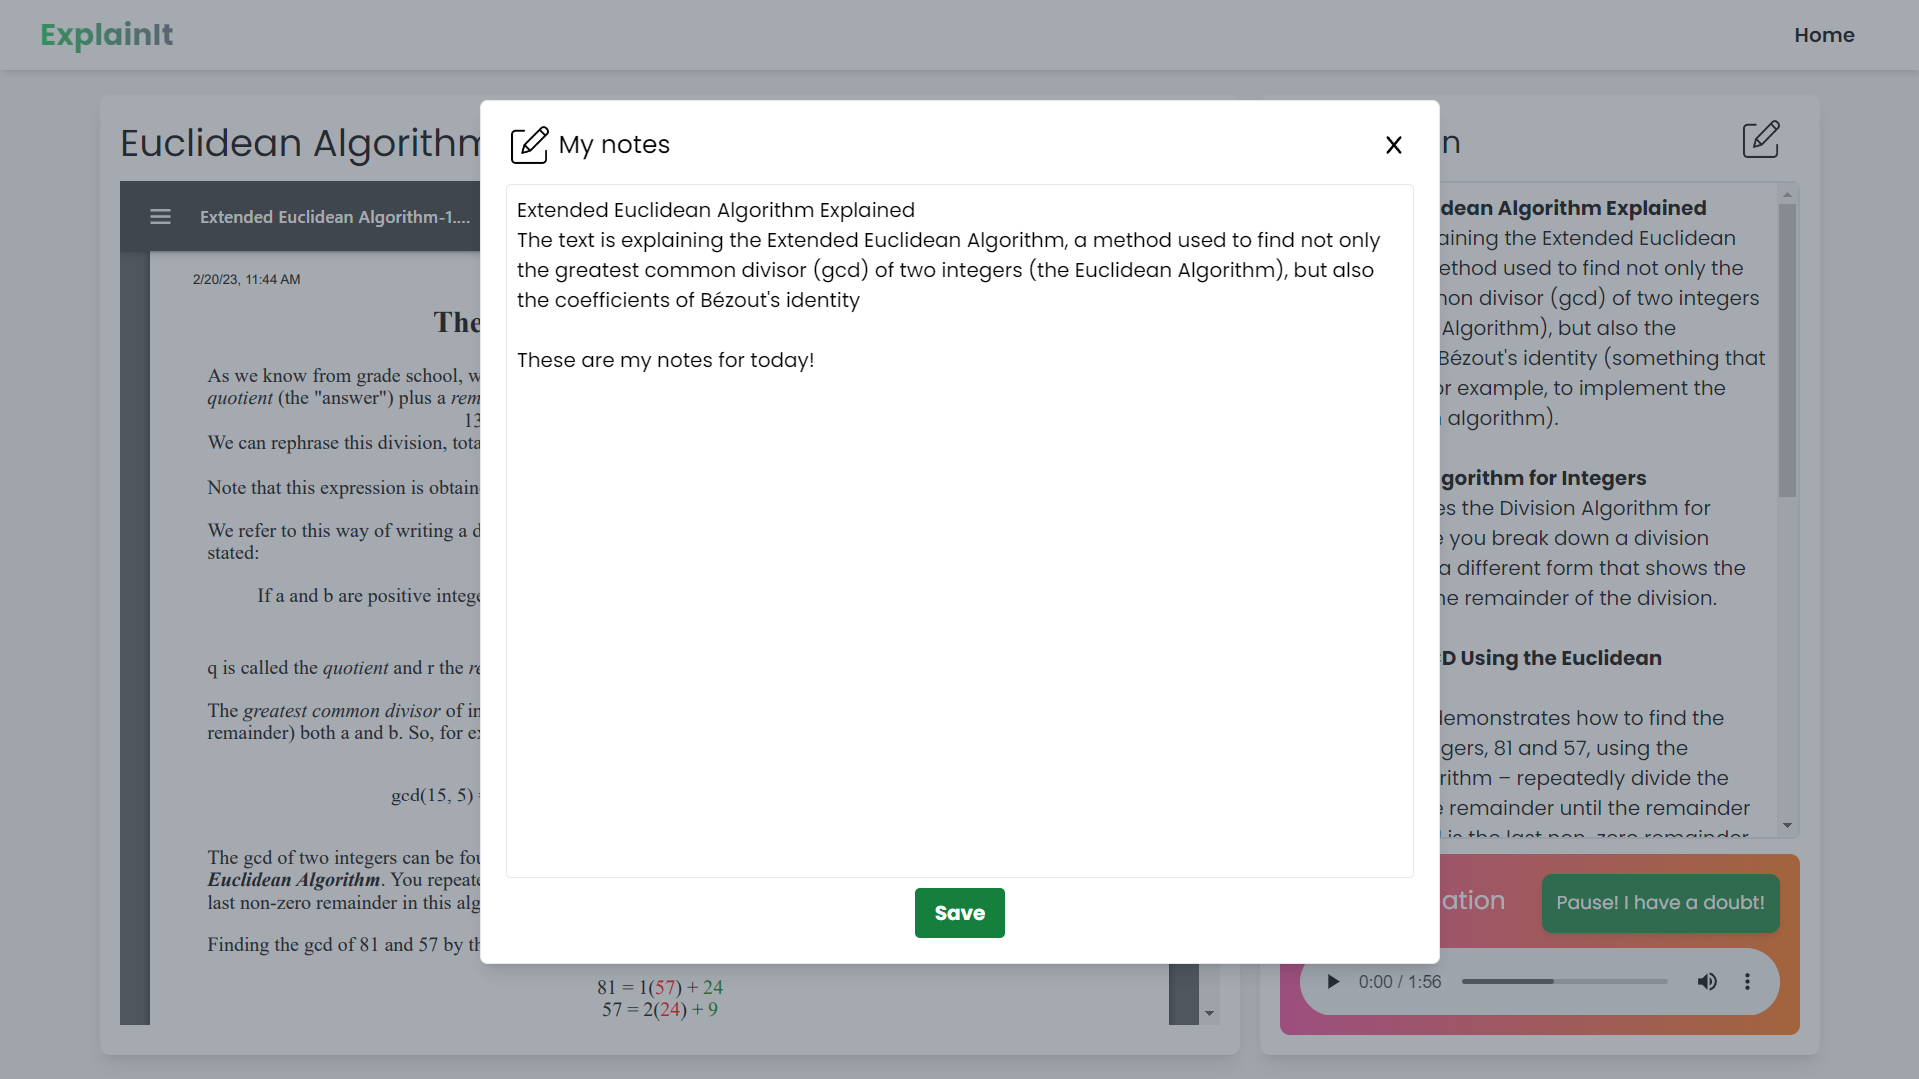 ExplainIt
Home
Euclidean Algorithm
Extended Euclidean Algorithm-1....
2/20/23, 11:44 AM
The
As we know from grade school, w
quotient (the "answer") plus a rem
13
We can rephrase this division, tota
Note that this expression is obtain
We refer to this way of writing a d
stated:
If a and b are positive intege
q is called the quotient and r the re
The greatest common divisor of in
remainder) both a and b. So, for ex
gcd(15, 5)
The gcd of two integers can be fou
Euclidean Algorithm. You repeate
last non-zero remainder in this alg
Finding the gcd of 81 and 57 by th
81 = 1(57) + 24
57 = 2(24) + 9
My notes
X
Extended Euclidean Algorithm Explained
The text is explaining the Extended Euclidean Algorithm, a method used to find not only
the greatest common divisor (gcd) of two integers (the Euclidean Algorithm), but also
the coefficients of Bézout's identity
These are my notes for today!
Save
n
dean Algorithm Explained
aining the Extended Euclidean
ethod used to find not only the
non divisor (gcd) of two integers
Algorithm), but also the
Bézout's identity (something that
or example, to implement the
algorithm).
gorithm for Integers
es the Division Algorithm for
you break down a division
a different form that shows the
he remainder of the division.
D Using the Euclidean
demonstrates how to find the
gers, 81 and 57, using the
rithm – repeatedly divide the
remainder until the remainder
is the last non-zero remainder
ation
Pause! I have a doubt!
0:00 / 1:56